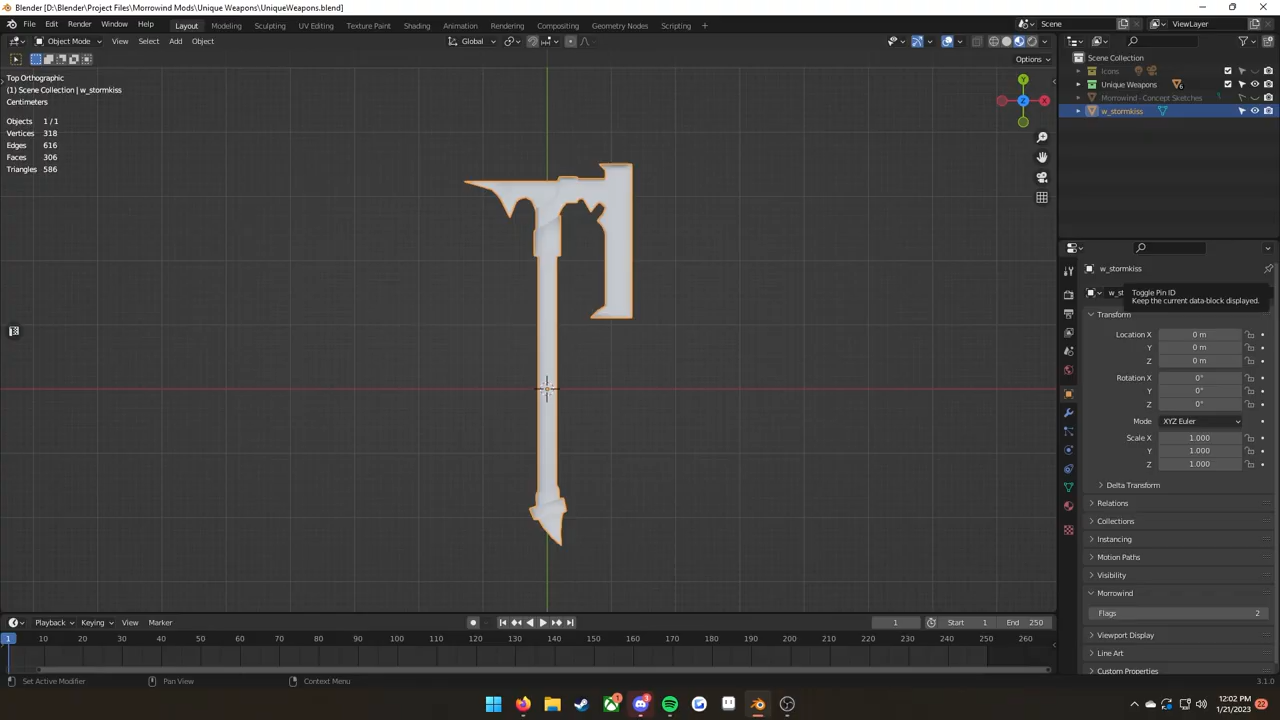 Blender [D:\Blender\Project Files\Morrowind Mods\Unique Weapons\UniqueWeapons.blend]
File Edit Render Window Help Layout Modeling Sculpting UV Editing Texture Paint Shading Animation Rendering Compositing Geometry Nodes Scripting + Scene ViewLayer
Object Mode View Select Add Object Global
Options
Top Orthographic
(1) Scene Collection | w_stormkiss
Centimeters
Objects 1/1
Vertices 318
Edges 616
Faces 306
Triangles 586
Y
Z
X
Scene Collection
Icons
Unique Weapons 6
Morrowind - Concept Sketches
w_stormkiss
w_stormkiss
w_st
Toggle Pin ID
Keep the current data-block displayed.
Transform
Location X 0 m
Y 0 m
Z 0 m
Rotation X 0°
Y 0°
Z 0°
Mode XYZ Euler
Scale X 1.000
Y 1.000
Z 1.000
Delta Transform
Relations
Collections
Instancing
Motion Paths
Visibility
Morrowind
Flags 2
Viewport Display
Line Art
Custom Properties
Playback Keying View Marker 1 Start 1 End 250
1 10 20 30 40 50 60 70 80 90 100 110 120 130 140 150 160 170 180 190 200 210 220 230 240 250 260
Set Active Modifier Pan View Context Menu 3.1.0
1 3
12:02 PM
1/21/2023 22